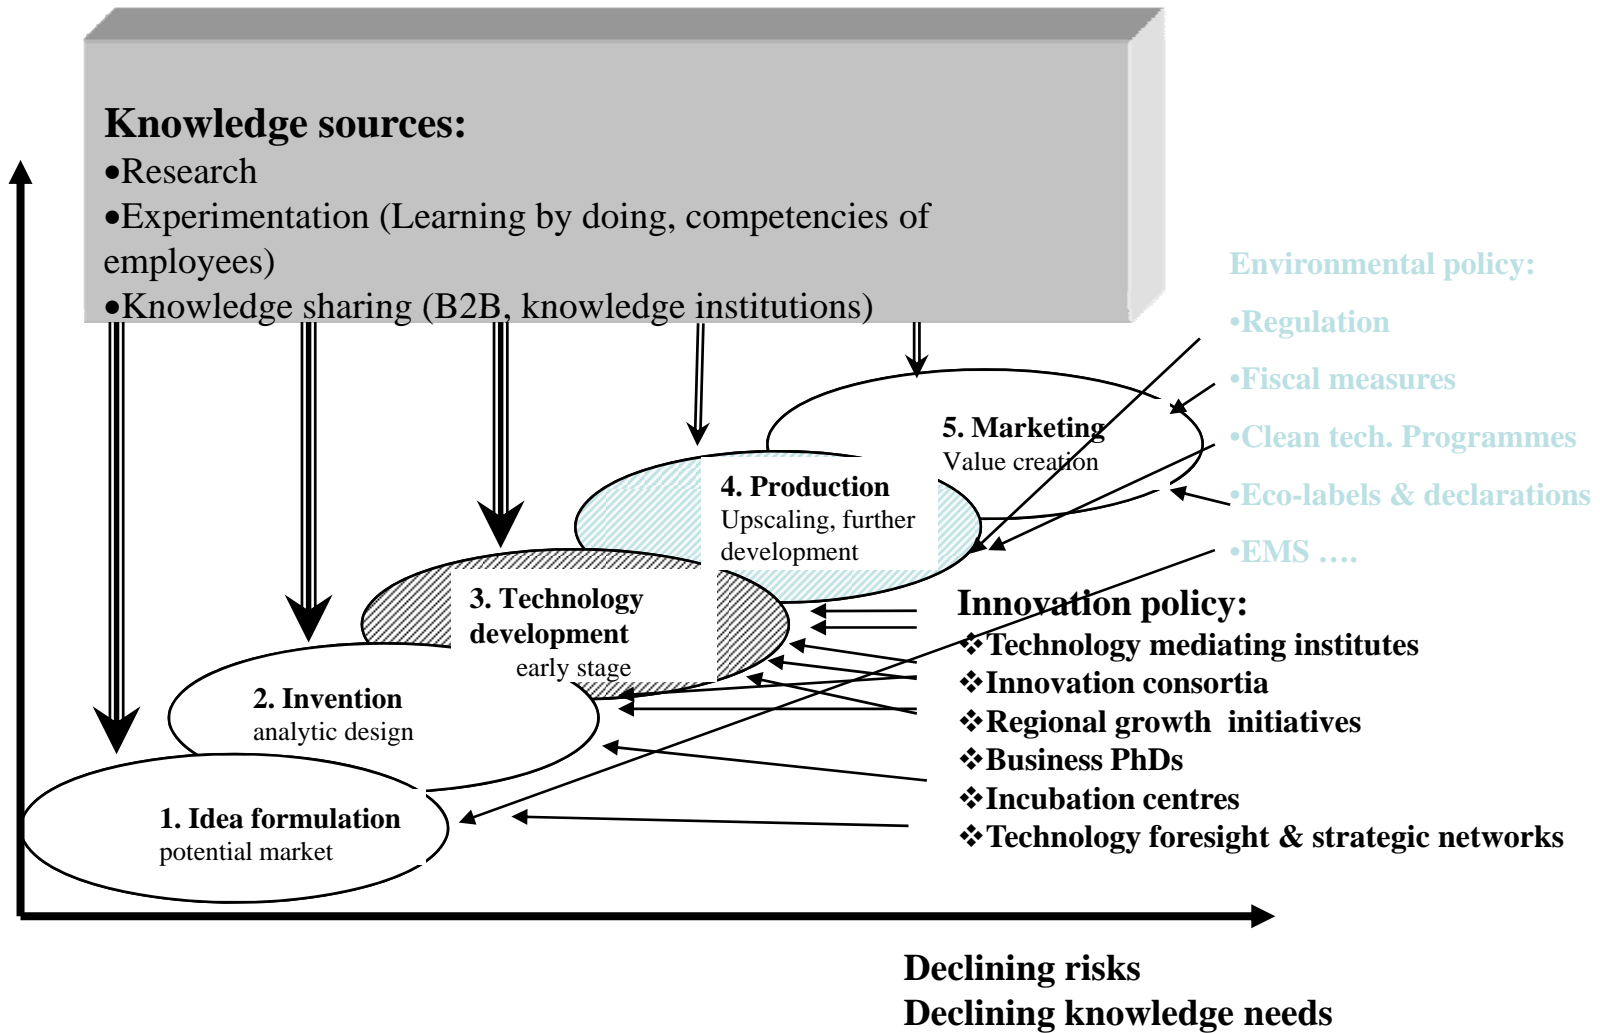 Knowledge sources:
•Research
•Experimentation (Learning by doing, competencies of
employees)
•Knowledge sharing (B2B, knowledge institutions)
Environmental policy:
•Regulation
•Fiscal measures
•Clean tech. Programmes
•Eco-labels & declarations
•EMS ….
5. Marketing
Value creation
4. Production
Upscaling, further
development
3. Technology
development
early stage
2. Invention
analytic design
1. Idea formulation
potential market
Innovation policy:
❖Technology mediating institutes
❖Innovation consortia
❖Regional growth  initiatives
❖Business PhDs
❖Incubation centres
❖Technology foresight & strategic networks
Declining risks
Declining knowledge needs